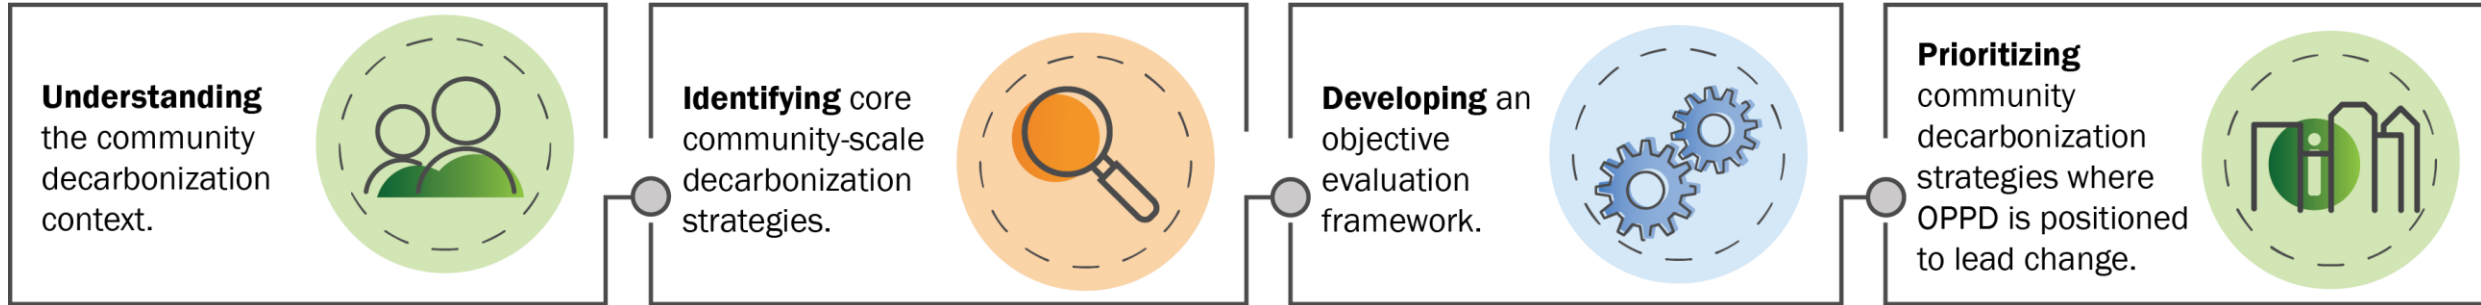 Understanding
the community
decarbonization
context.
Identifying core
community-scale
decarbonization
strategies.
Developing an
objective
evaluation
framework.
Prioritizing
community
decarbonization
strategies where
OPPD is positioned
to lead change.